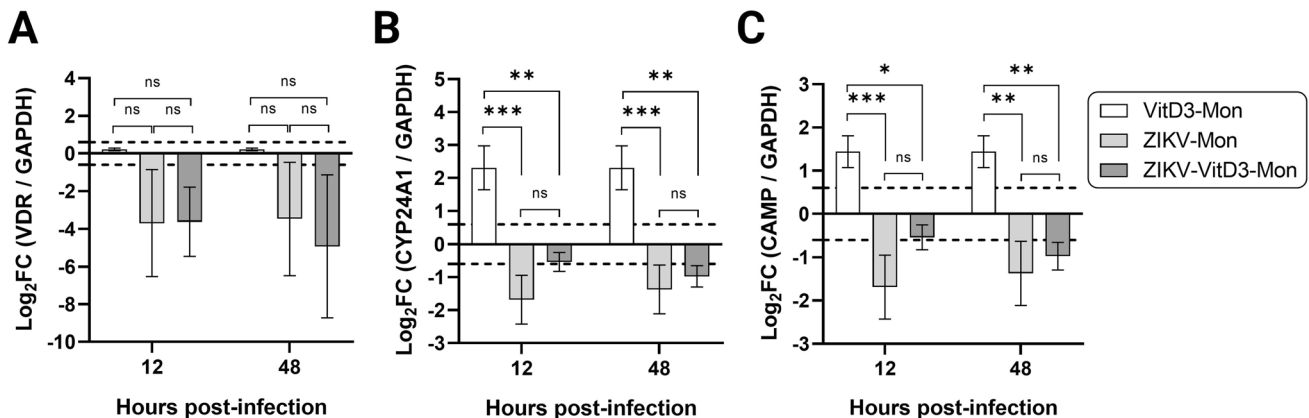 A
B
C
Log₂FC (VDR / GAPDH)
4
2
0
-2
-4
-6
-8
-10
ns
ns
ns
ns
ns
ns
12
48
Hours post-infection
Log₂FC (CYP24A1 / GAPDH)
5
4
3
2
1
0
-1
-2
-3
**
***
ns
**
***
ns
12
48
Hours post-infection
Log₂FC (CAMP / GAPDH)
3
2
1
0
-1
-2
-3
*
***
ns
**
**
ns
12
48
Hours post-infection
VitD3-Mon
ZIKV-Mon
ZIKV-VitD3-Mon